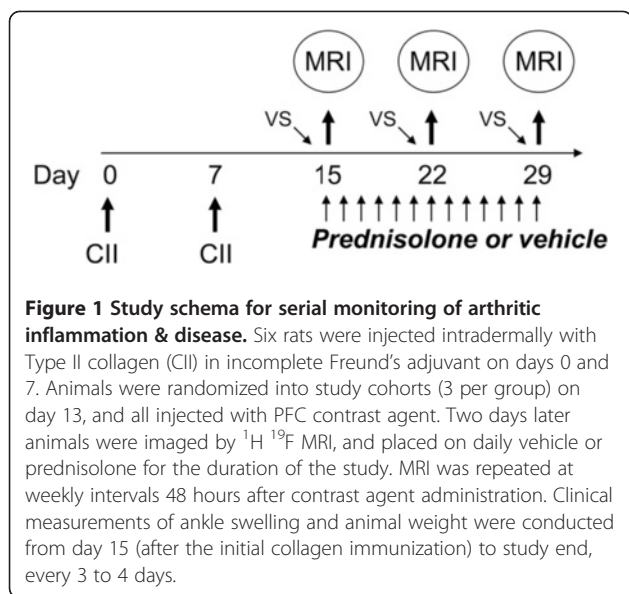 MRI MRI MRI
VS VS VS
Day 0 7 15 22 29
Prednisolone or vehicle
CII CII
Figure 1 Study schema for serial monitoring of arthritic
inflammation & disease. Six rats were injected intradermally with
Type II collagen (CII) in incomplete Freund's adjuvant on days 0 and
7. Animals were randomized into study cohorts (3 per group) on
day 13, and all injected with PFC contrast agent. Two days later
animals were imaged by ¹H ¹⁹F MRI, and placed on daily vehicle or
prednisolone for the duration of the study. MRI was repeated at
weekly intervals 48 hours after contrast agent administration. Clinical
measurements of ankle swelling and animal weight were conducted
from day 15 (after the initial collagen immunization) to study end,
every 3 to 4 days.